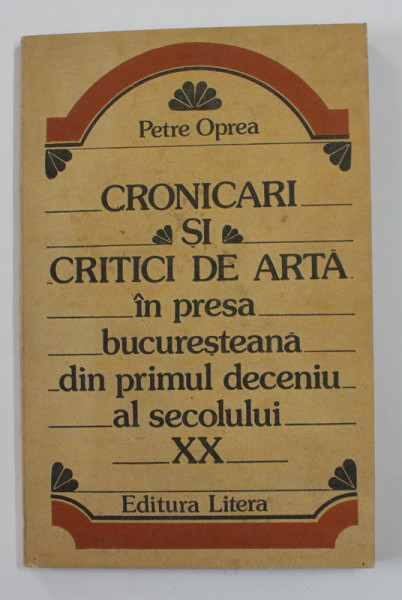 Petre Oprea
CRONICARI
ȘI
CRITICI DE ARTĂ
în presa
bucureșteană
din primul deceniu
al secolului
XX
Editura Litera